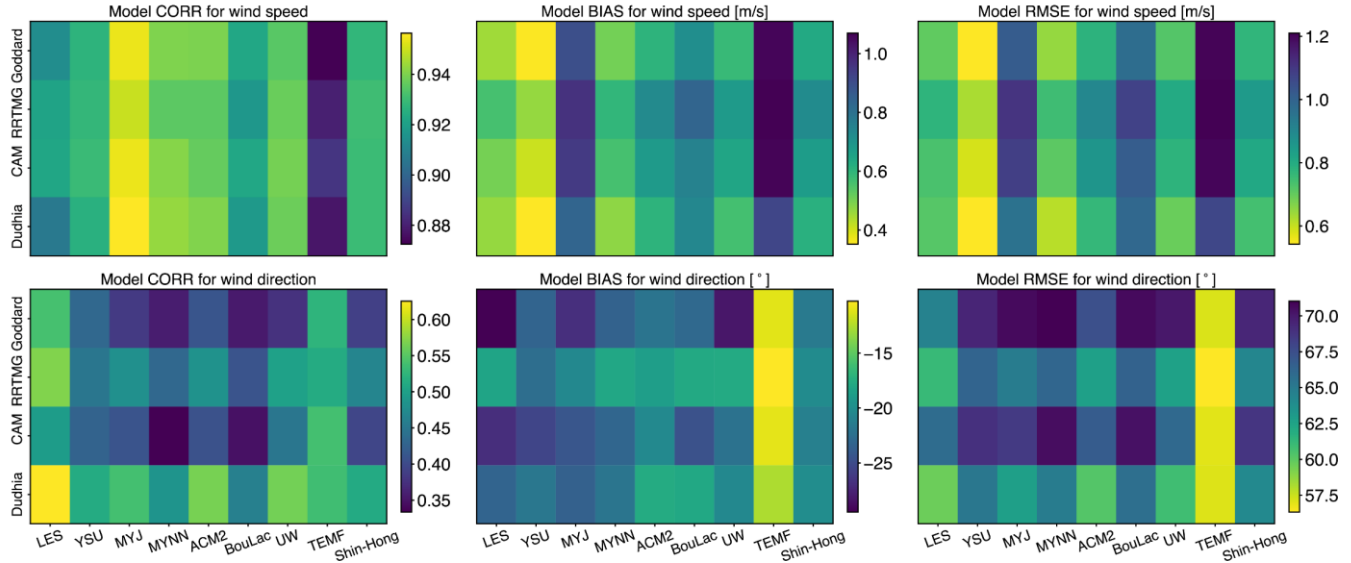 Model CORR for wind speed
Model BIAS for wind speed [m/s]
Model RMSE for wind speed [m/s]
Goddard
RRTMG
CAM
Dudhia
0.94
0.92
0.90
0.88
1.0
0.8
0.6
0.4
1.2
1.0
0.8
0.6
Model CORR for wind direction
Model BIAS for wind direction [°]
Model RMSE for wind direction [°]
Goddard
RRTMG
CAM
Dudhia
0.60
0.55
0.50
0.45
0.40
0.35
−15
−20
−25
70.0
67.5
65.0
62.5
60.0
57.5
LES YSU MYJ MYNN ACM2 BouLac UW TEMF Shin-Hong
LES YSU MYJ MYNN ACM2 BouLac UW TEMF Shin-Hong
LES YSU MYJ MYNN ACM2 BouLac UW TEMF Shin-Hong